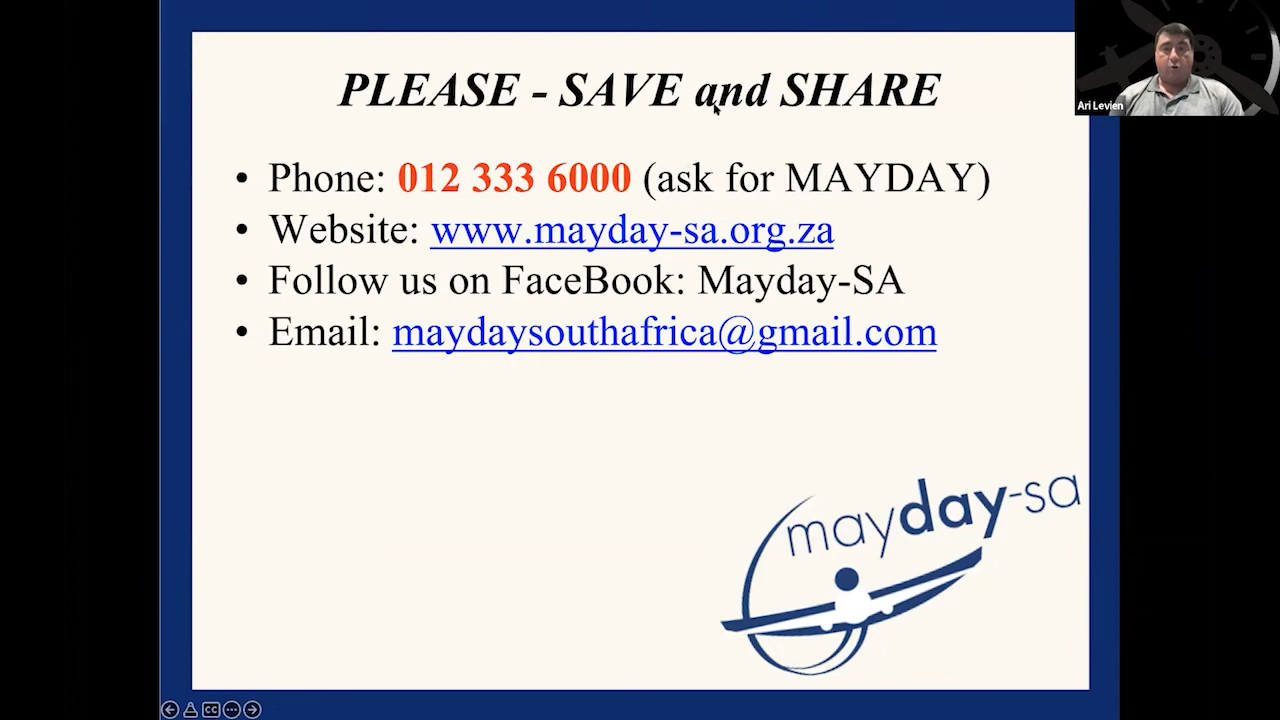 PLEASE - SAVE and SHARE
Ari Levien
• Phone: 012 333 6000 (ask for MAYDAY)
• Website: www.mayday-sa.org.za
• Follow us on FaceBook: Mayday-SA
• Email: maydaysouthafrica@gmail.com
mayday-sa
CC